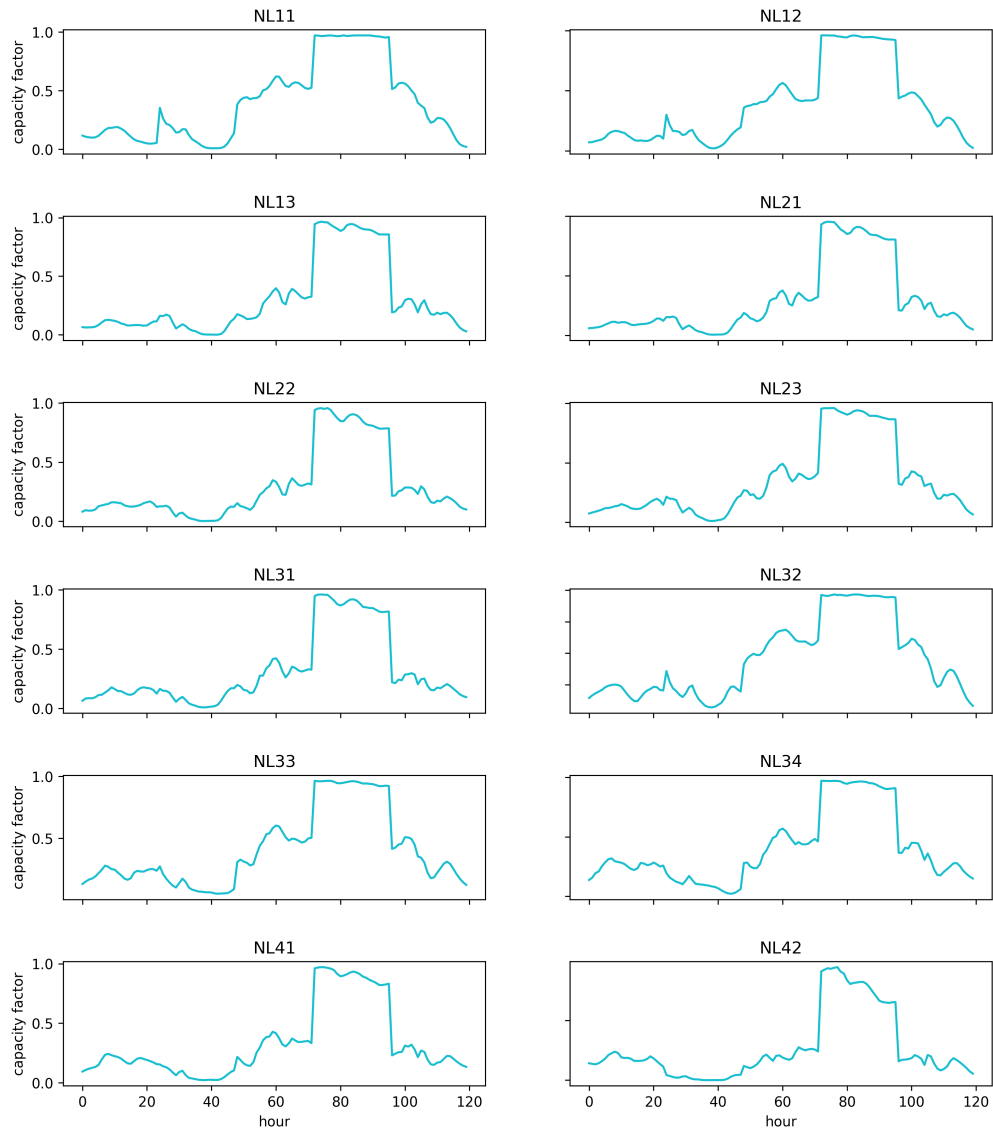 NL11 NL12
capacity factor
1.0
0.5
0.0
NL13 NL21
capacity factor
1.0
0.5
0.0
NL22 NL23
capacity factor
1.0
0.5
0.0
NL31 NL32
capacity factor
1.0
0.5
0.0
NL33 NL34
capacity factor
1.0
0.5
NL41 NL42
capacity factor
1.0
0.5
0.0
0 20 40 60 80 100 120 0 20 40 60 80 100 120
hour hour